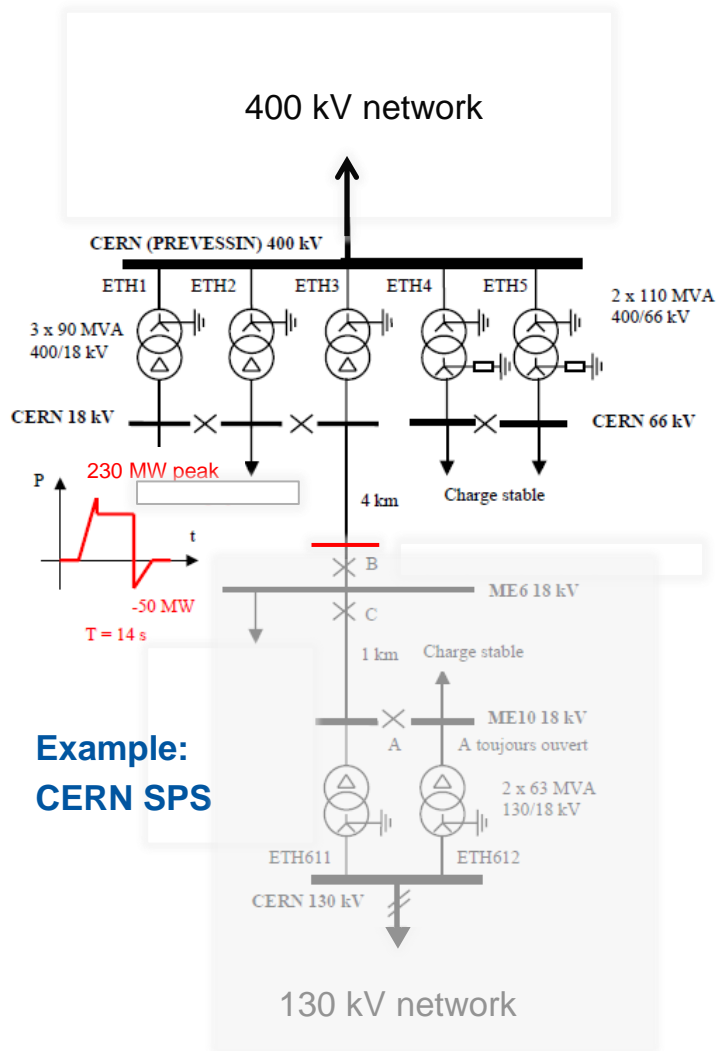 400 kV network
CERN (PREVESSIN) 400 kV
ETH1 ETH2 ETH3 ETH4 ETH5
2 x 110 MVA
400/66 kV
3 x 90 MVA
400/18 kV
CERN 18 kV
CERN 66 kV
230 MW peak
P
4 km
Charge stable
t
B
ME6 18 kV
-50 MW
C
T = 14 s
1 km
Charge stable
ME10 18 kV
A
A toujours ouvert
Example:
CERN SPS
2 x 63 MVA
130/18 kV
ETH611
ETH612
CERN 130 kV
130 kV network